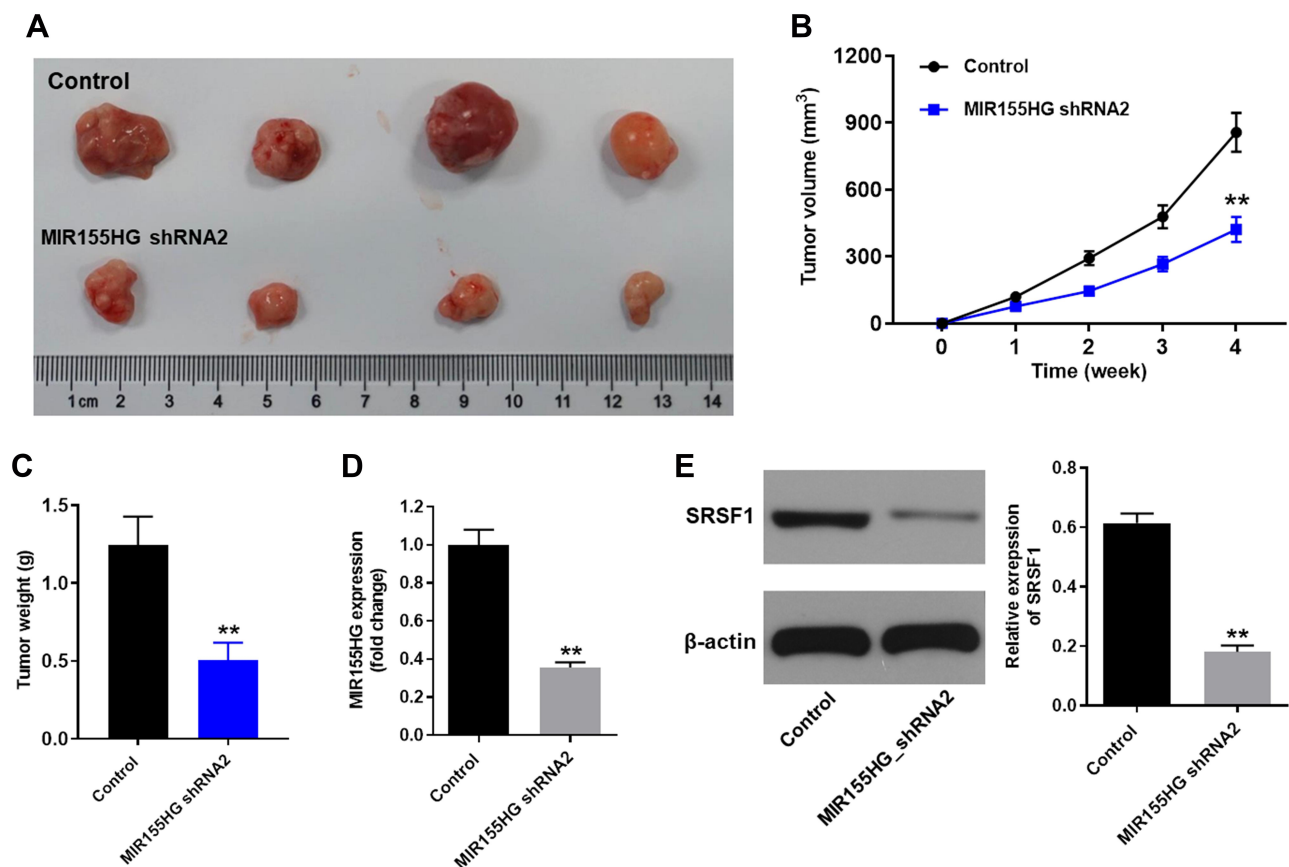 A
Control
MIR155HG shRNA2
1 cm 2 3 4 5 6 7 8 9 10 11 12 13 14
B
Tumor volume (mm³)
1200
900
600
300
0
Control
MIR155HG shRNA2
**
0 1 2 3 4
Time (week)
C
Tumor weight (g)
1.5
1.0
0.5
0.0
**
Control
MIR155HG shRNA2
D
MIR155HG expression
(fold change)
1.2
1.0
0.8
0.6
0.4
0.2
0.0
**
Control
MIR155HG shRNA2
E
SRSF1
β-actin
Control
MIR155HG_shRNA2
Relative exrepssion
of SRSF1
0.8
0.6
0.4
0.2
0.0
**
Control
MIR155HG shRNA2